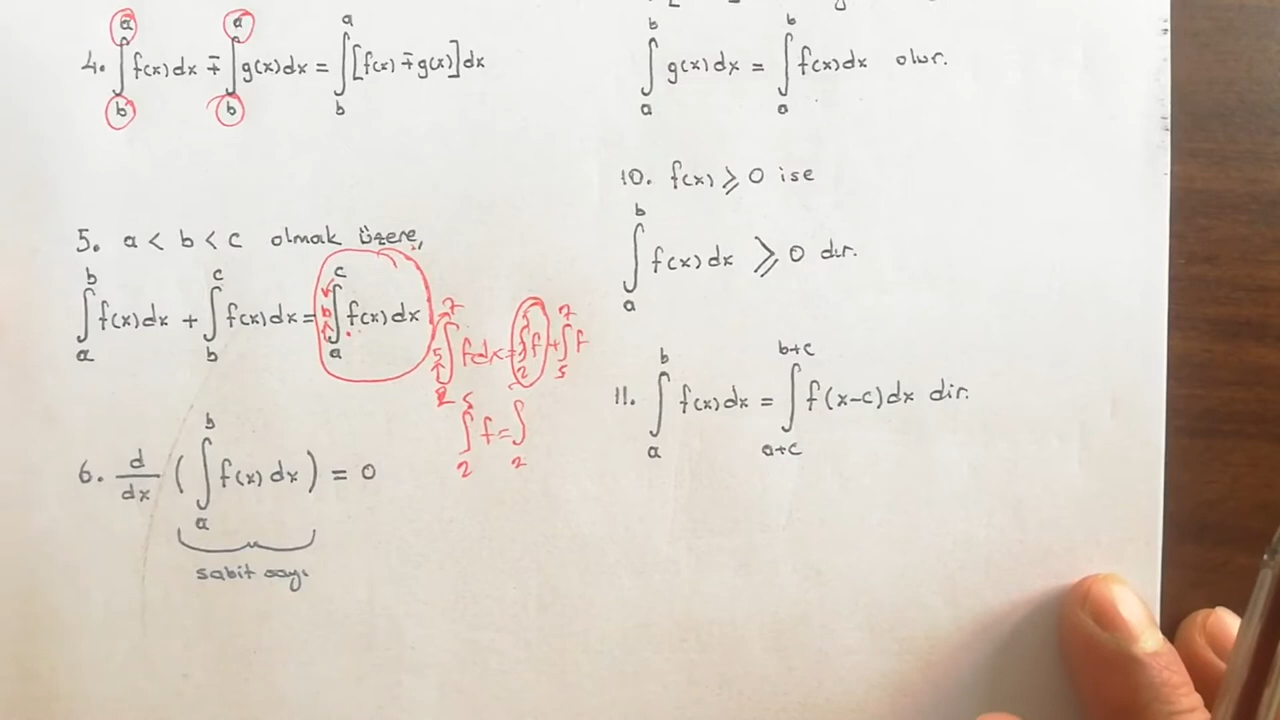 4. ∫_b^a f(x) dx ∓ ∫_b^a g(x) dx = ∫_b^a [f(x) ∓ g(x)] dx
5. a < b < c olmak üzere,
∫_a^b f(x) dx + ∫_b^c f(x) dx = ∫_a^c f(x) dx
b
∫_2^7 f dx = ∫_2^5 f + ∫_5^7 f
5
∫_2^5 f = ∫_2
6. d/dx (∫_a^b f(x) dx) = 0
sabit sayı
∫_a^b g(x) dx = ∫_a^b f(x) dx olur.
10. f(x) ⩾ 0 ise
∫_a^b f(x) dx ⩾ 0 dır.
11. ∫_a^b f(x) dx = ∫_{a+c}^{b+c} f(x-c) dx dir.